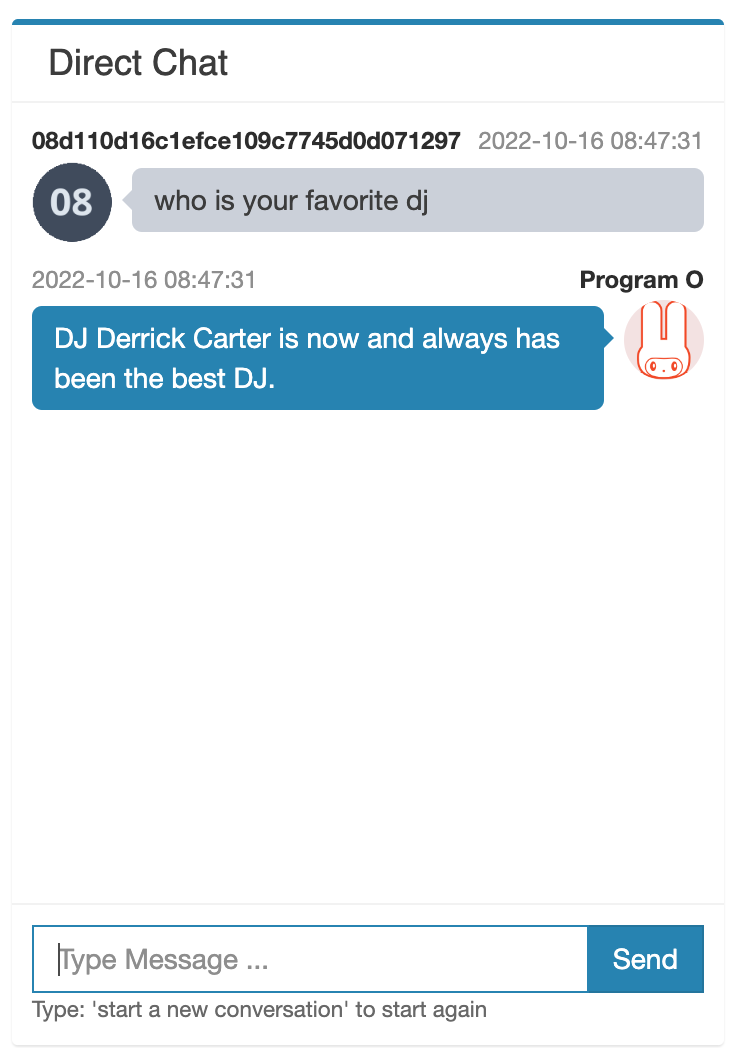 Direct Chat
08d110d16c1efce109c7745d0d071297 2022-10-16 08:47:31
08
who is your favorite dj
2022-10-16 08:47:31 Program O
DJ Derrick Carter is now and always has
been the best DJ.
Type Message ...
Send
Type: 'start a new conversation' to start again